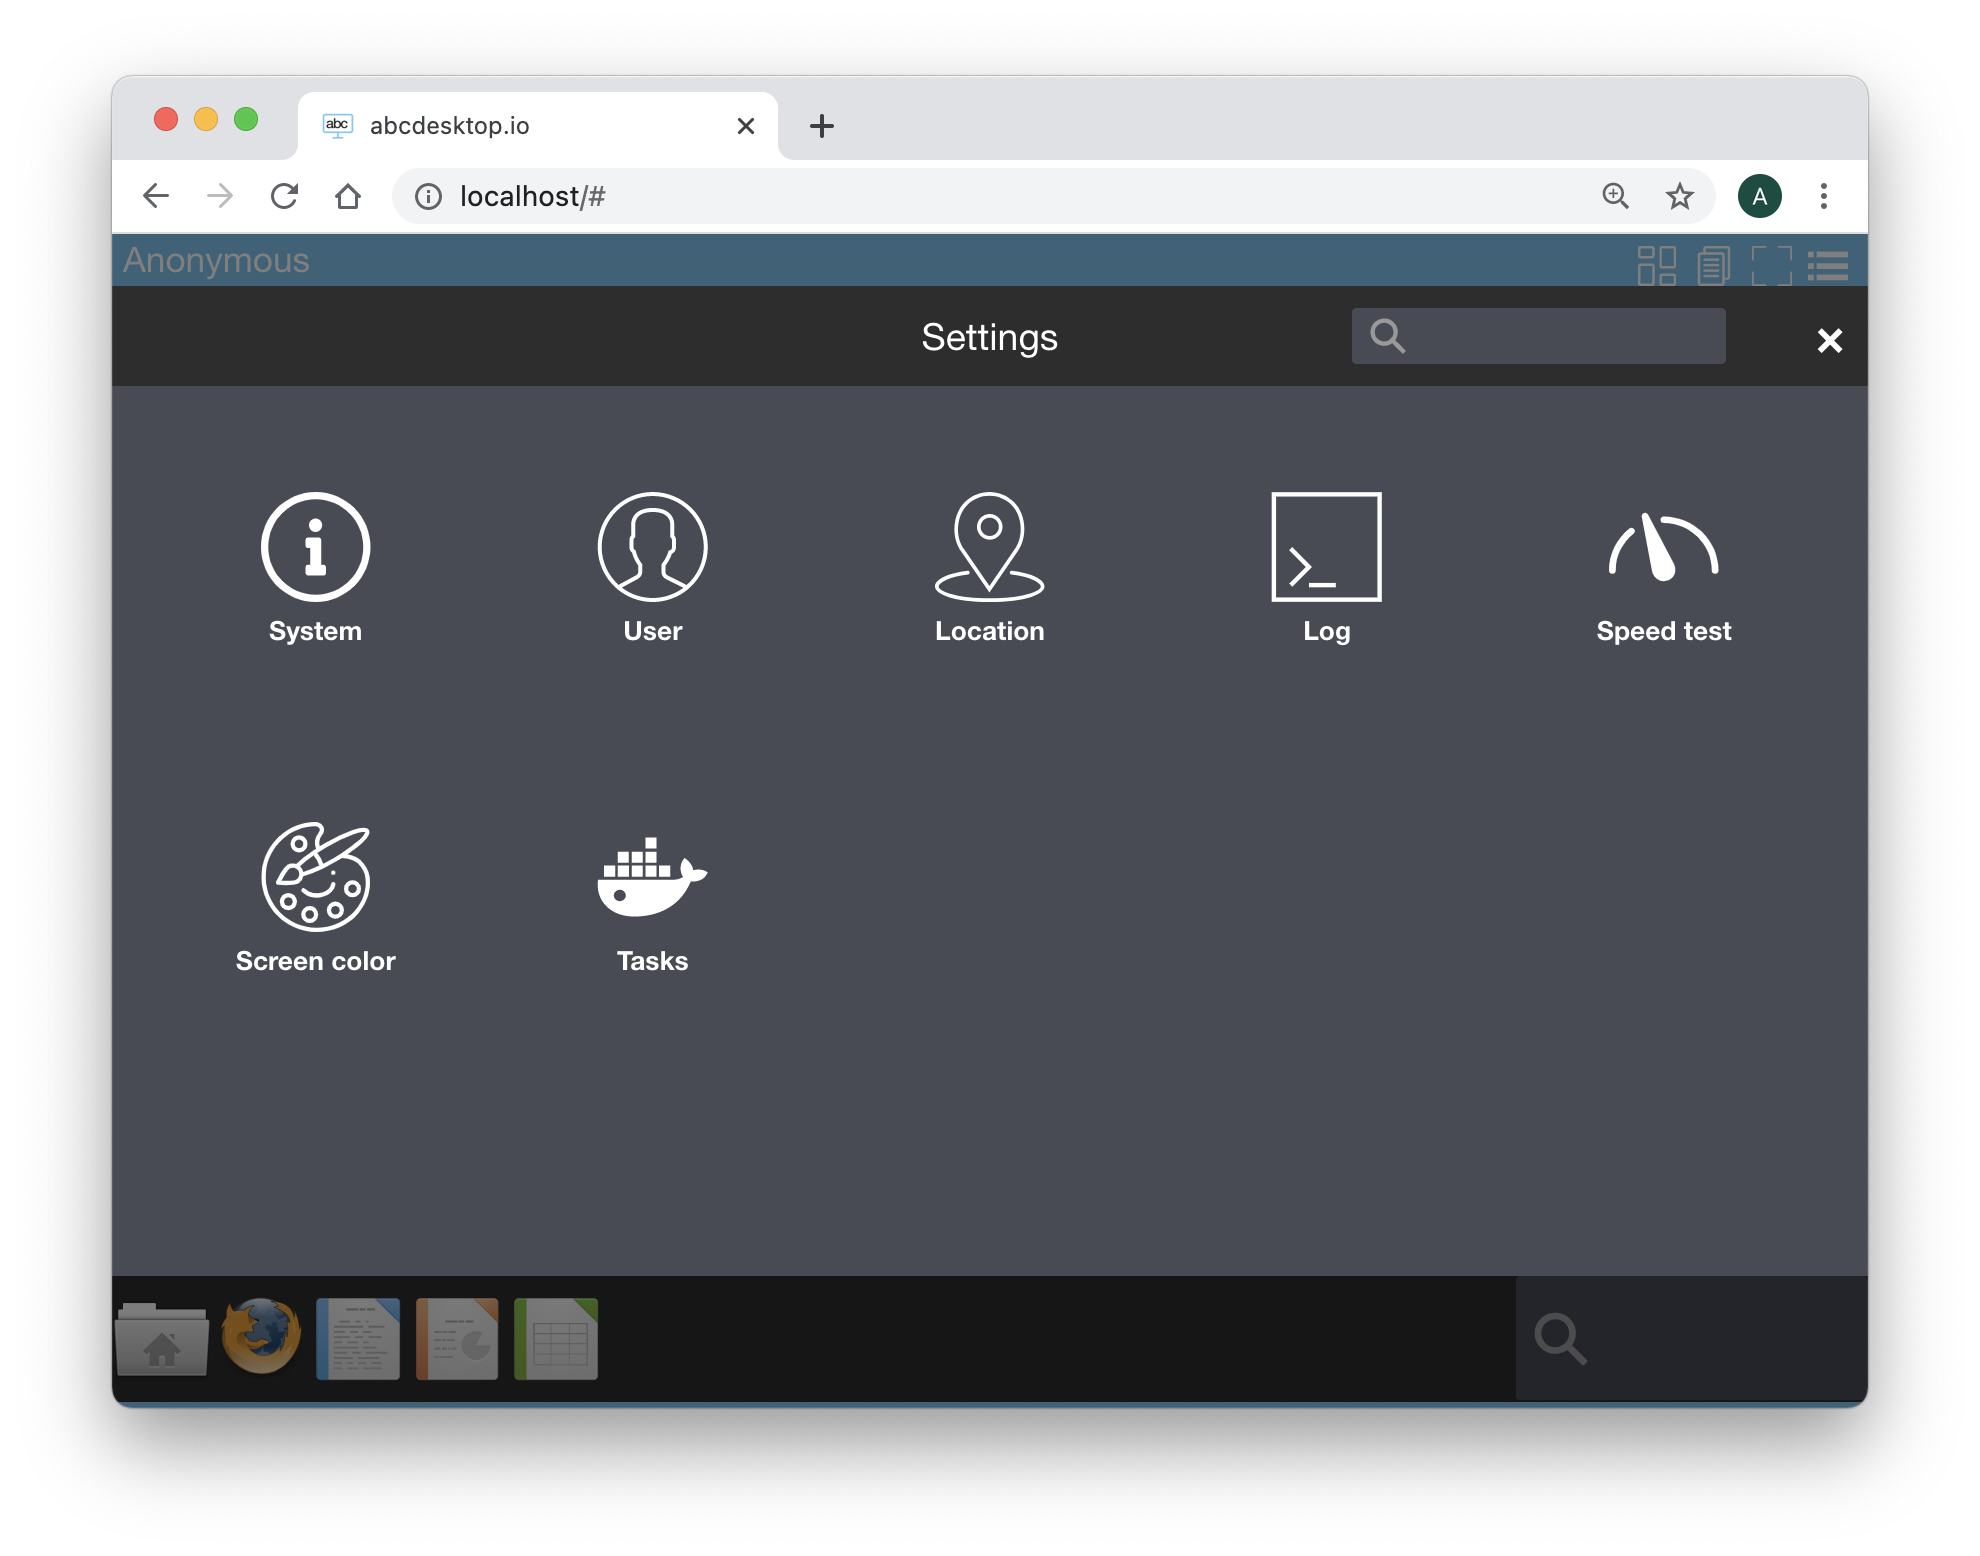 abc abcdesktop.io
localhost/#
A
Anonymous
Settings
System
User
Location
Log
Speed test
Screen color
Tasks